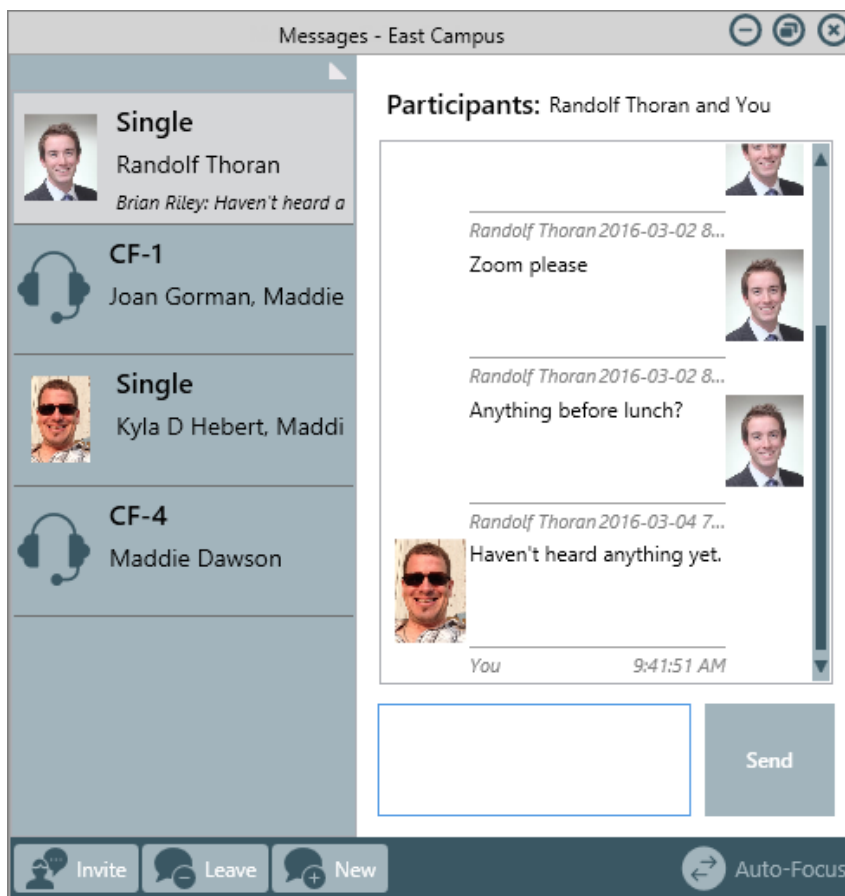 Messages - East Campus
Single
Randolf Thoran
Brian Riley: Haven't heard a
CF-1
Joan Gorman, Maddie
Single
Kyla D Hebert, Maddi
CF-4
Maddie Dawson
Participants: Randolf Thoran and You
Randolf Thoran 2016-03-02 8...
Zoom please
Randolf Thoran 2016-03-02 8...
Anything before lunch?
Randolf Thoran 2016-03-04 7...
Haven't heard anything yet.
You 9:41:51 AM
Send
Invite
Leave
New
Auto-Focus